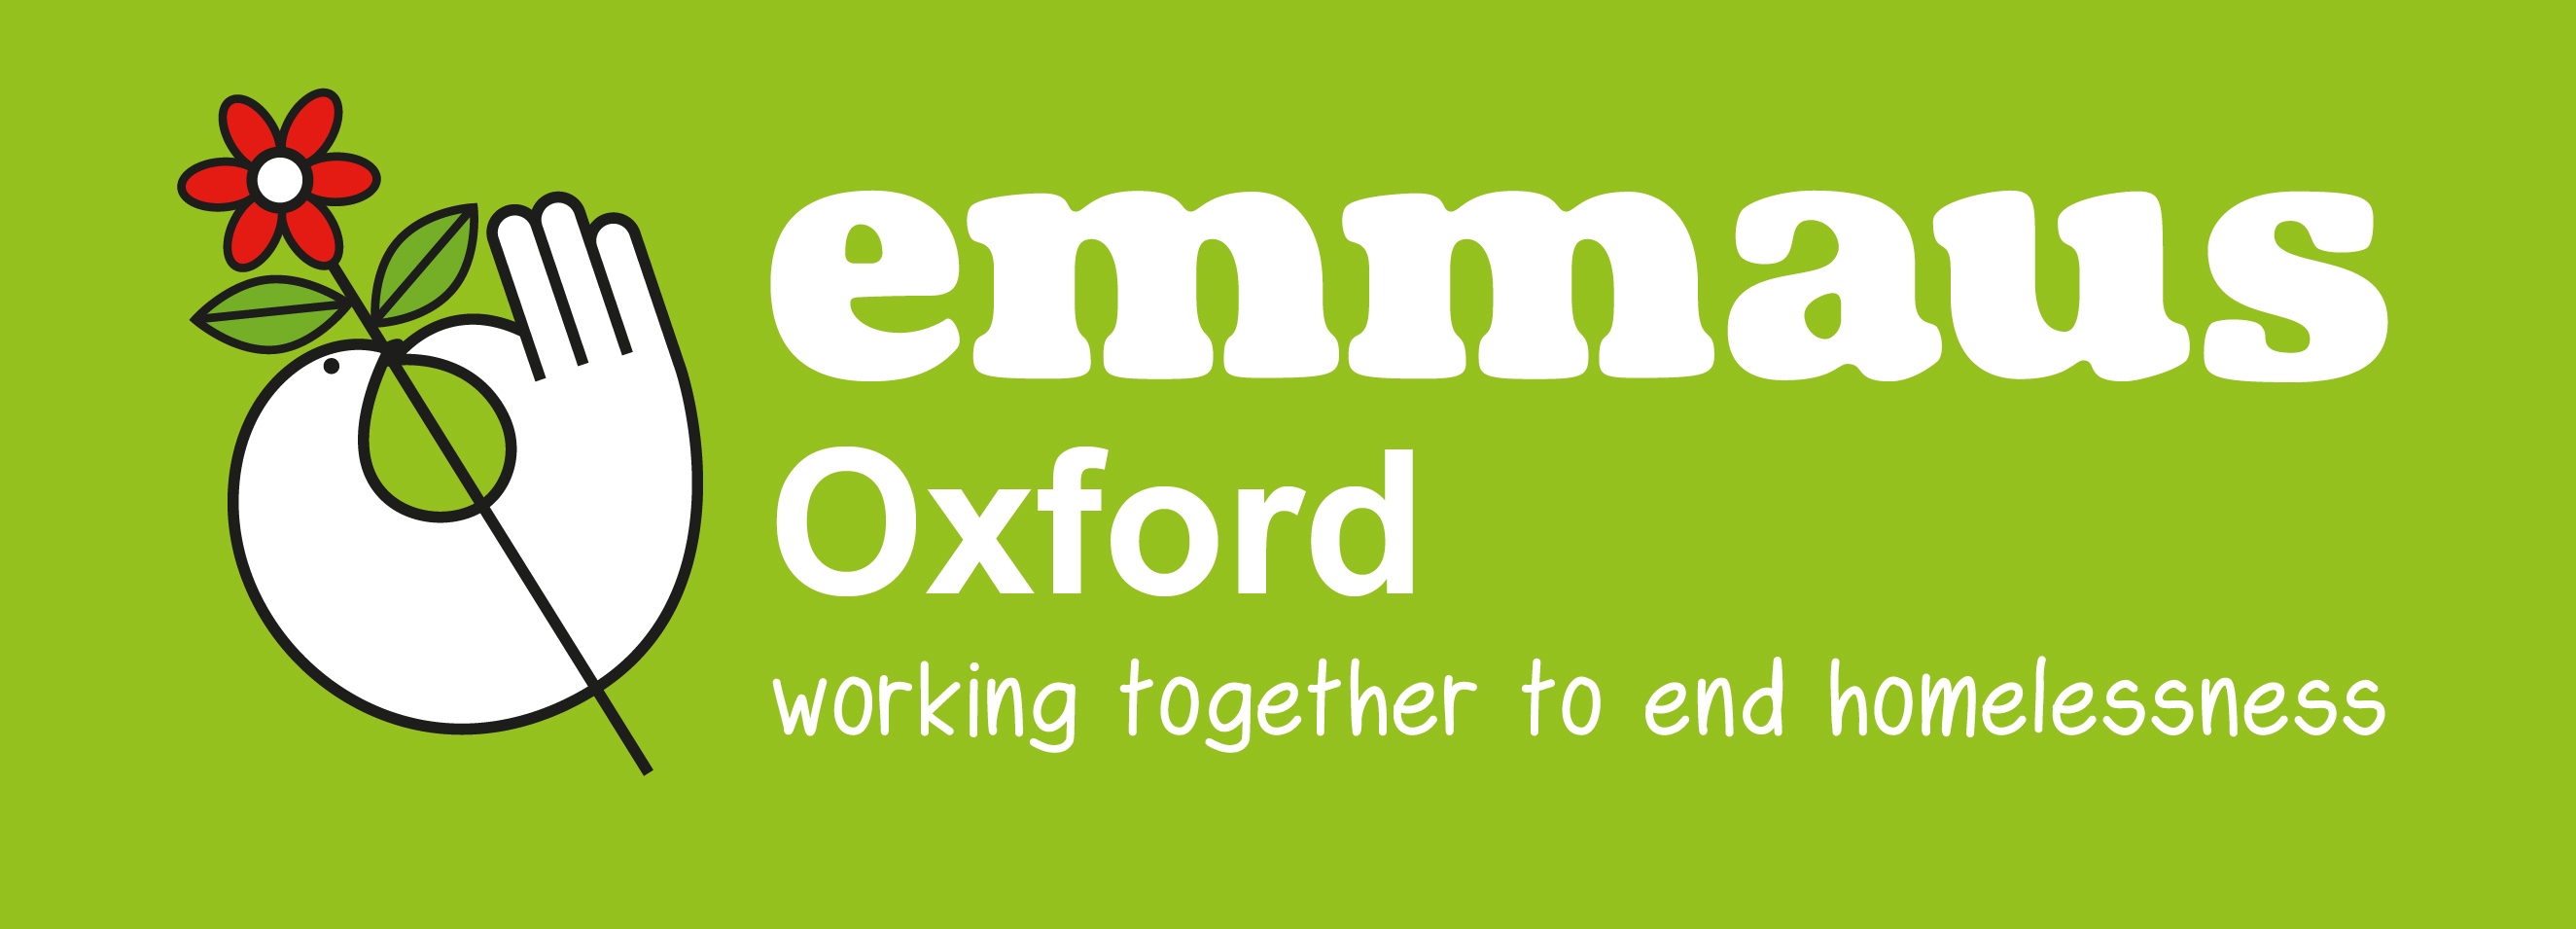 emmaus
Oxford
working together to end homelessness